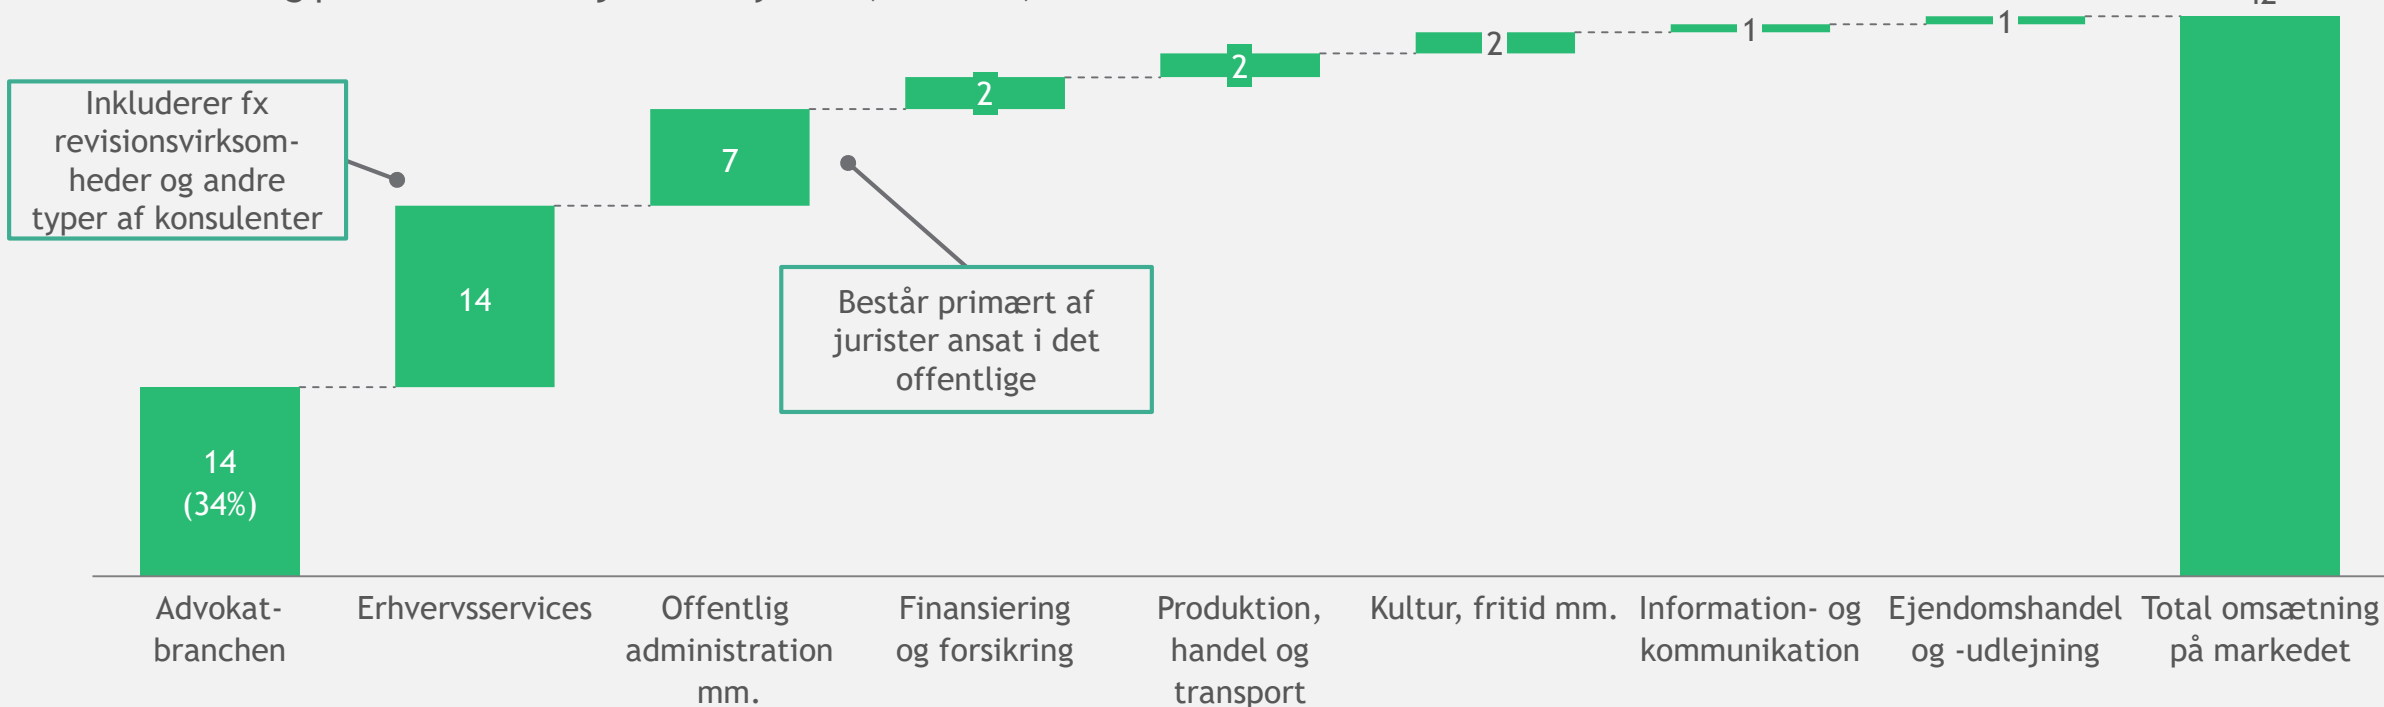 Inkluderer fx
revisionsvirksom-
heder og andre
typer af konsulenter
14
(34%)
14
7
2
2
2
1
1
Består primært af
jurister ansat i det
offentlige
Advokat-
branchen
Erhvervsservices
Offentlig
administration
mm.
Finansiering
og forsikring
Produktion,
handel og
transport
Kultur, fritid mm.
Information- og
kommunikation
Ejendomshandel
og -udlejning
Total omsætning
på markedet